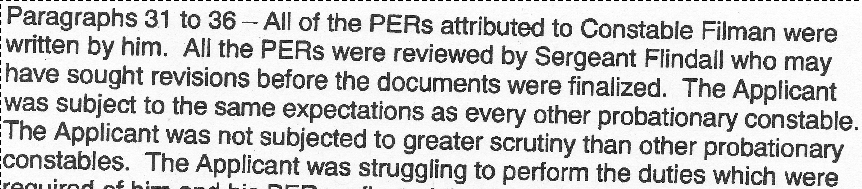 Paragraphs 31 to 36 – All of the PERs attributed to Constable Filman were
written by him. All the PERs were reviewed by Sergeant Flindall who may
have sought revisions before the documents were finalized. The Applicant
was subject to the same expectations as every other probationary constable.
The Applicant was not subjected to greater scrutiny than other probationary
constables. The Applicant was struggling to perform the duties which were
required of him and his